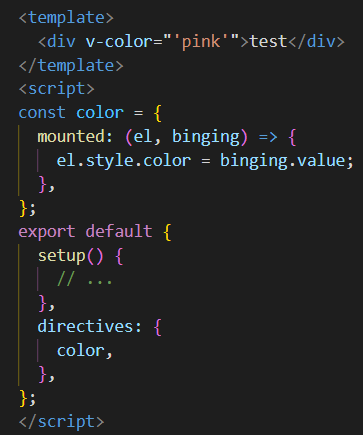 <template>
  <div v-color="'pink'">test</div>
</template>
<script>
const color = {
  mounted: (el, binging) => {
    el.style.color = binging.value;
  },
};
export default {
  setup() {
    // ...
  },
  directives: {
    color,
  },
};
</script>